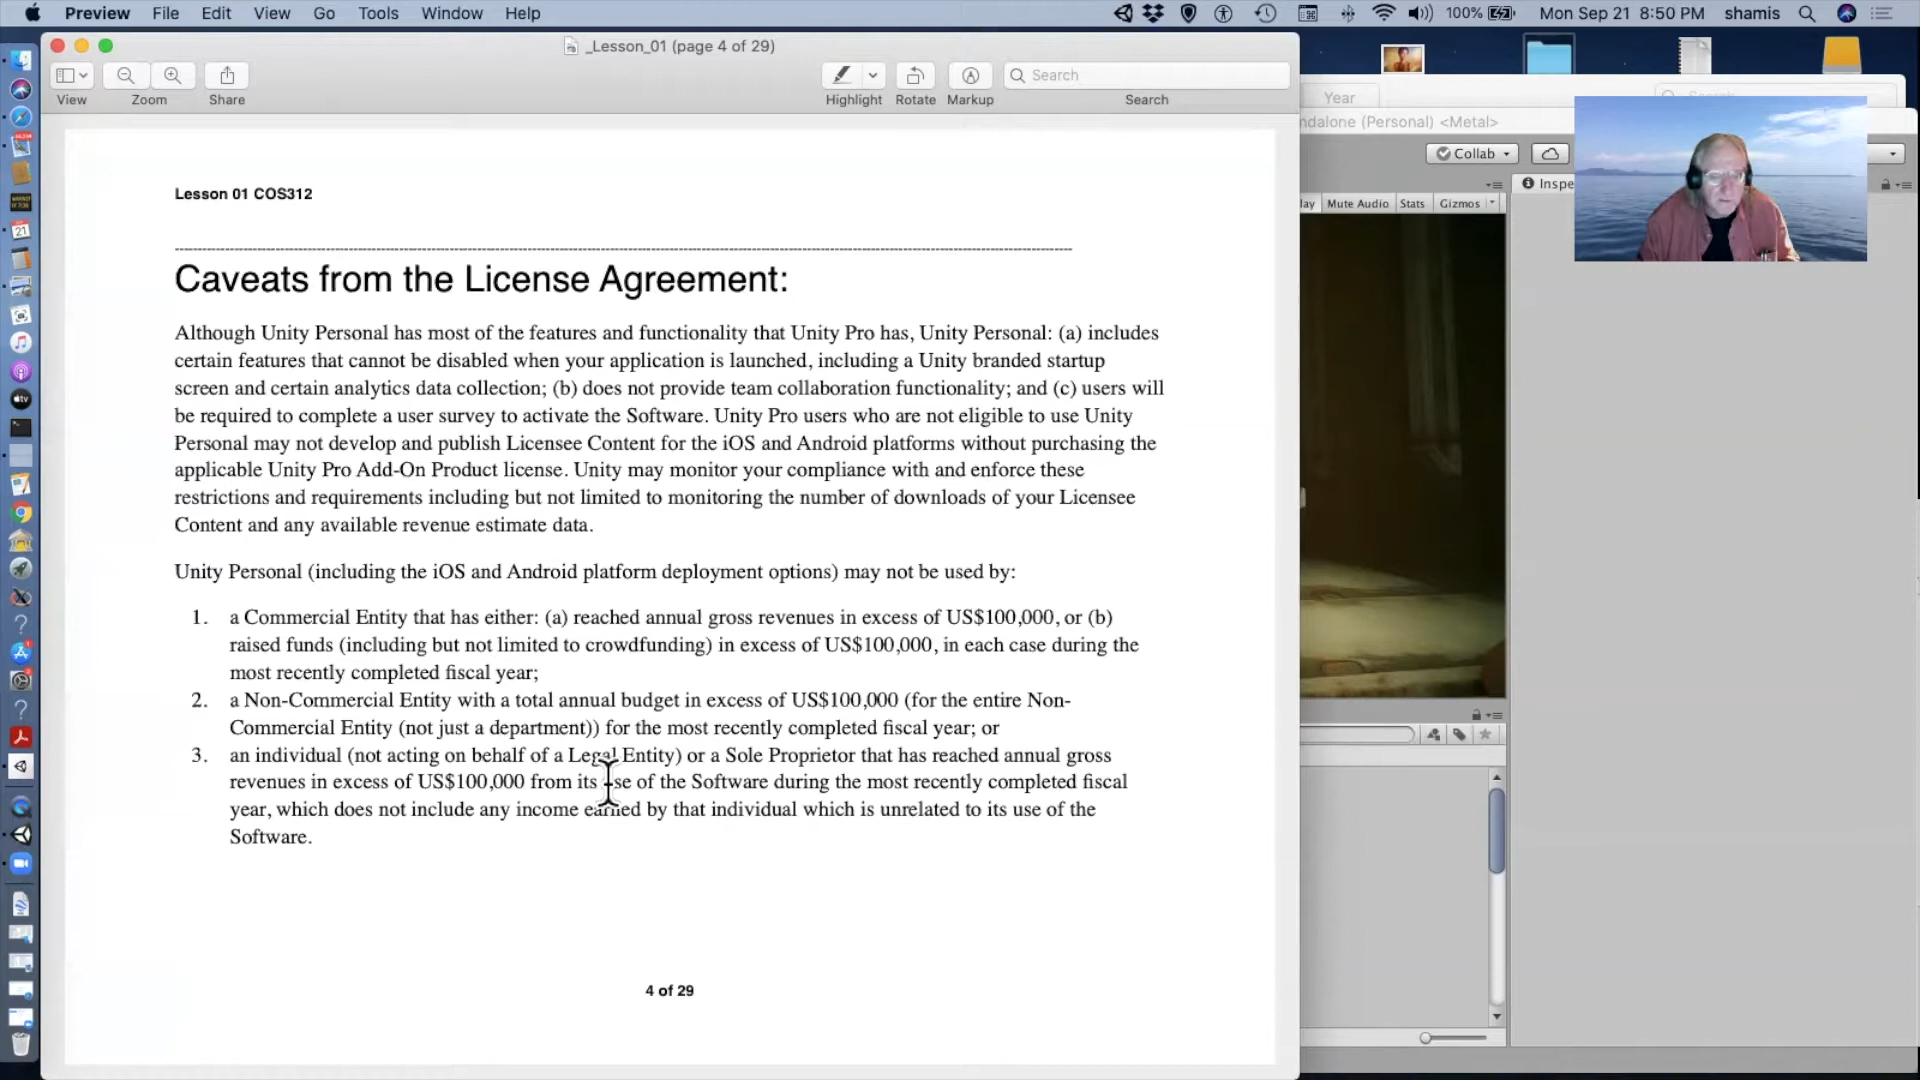 Preview File Edit View Go Tools Window Help 100% Mon Sep 21 8:50 PM shamis
_Lesson_01 (page 4 of 29)
Search
View Zoom Share Highlight Rotate Markup Search
Year
ndalone (Personal) <Metal>
Collab
Inspe
lay Mute Audio Stats Gizmos
Lesson 01 COS312
Caveats from the License Agreement:
Although Unity Personal has most of the features and functionality that Unity Pro has, Unity Personal: (a) includes
certain features that cannot be disabled when your application is launched, including a Unity branded startup
screen and certain analytics data collection; (b) does not provide team collaboration functionality; and (c) users will
be required to complete a user survey to activate the Software. Unity Pro users who are not eligible to use Unity
Personal may not develop and publish Licensee Content for the iOS and Android platforms without purchasing the
applicable Unity Pro Add-On Product license. Unity may monitor your compliance with and enforce these
restrictions and requirements including but not limited to monitoring the number of downloads of your Licensee
Content and any available revenue estimate data.
Unity Personal (including the iOS and Android platform deployment options) may not be used by:
1. a Commercial Entity that has either: (a) reached annual gross revenues in excess of US$100,000, or (b)
raised funds (including but not limited to crowdfunding) in excess of US$100,000, in each case during the
most recently completed fiscal year;
2. a Non-Commercial Entity with a total annual budget in excess of US$100,000 (for the entire Non-
Commercial Entity (not just a department)) for the most recently completed fiscal year; or
3. an individual (not acting on behalf of a Legal Entity) or a Sole Proprietor that has reached annual gross
revenues in excess of US$100,000 from its use of the Software during the most recently completed fiscal
year, which does not include any income earned by that individual which is unrelated to its use of the
Software.
4 of 29